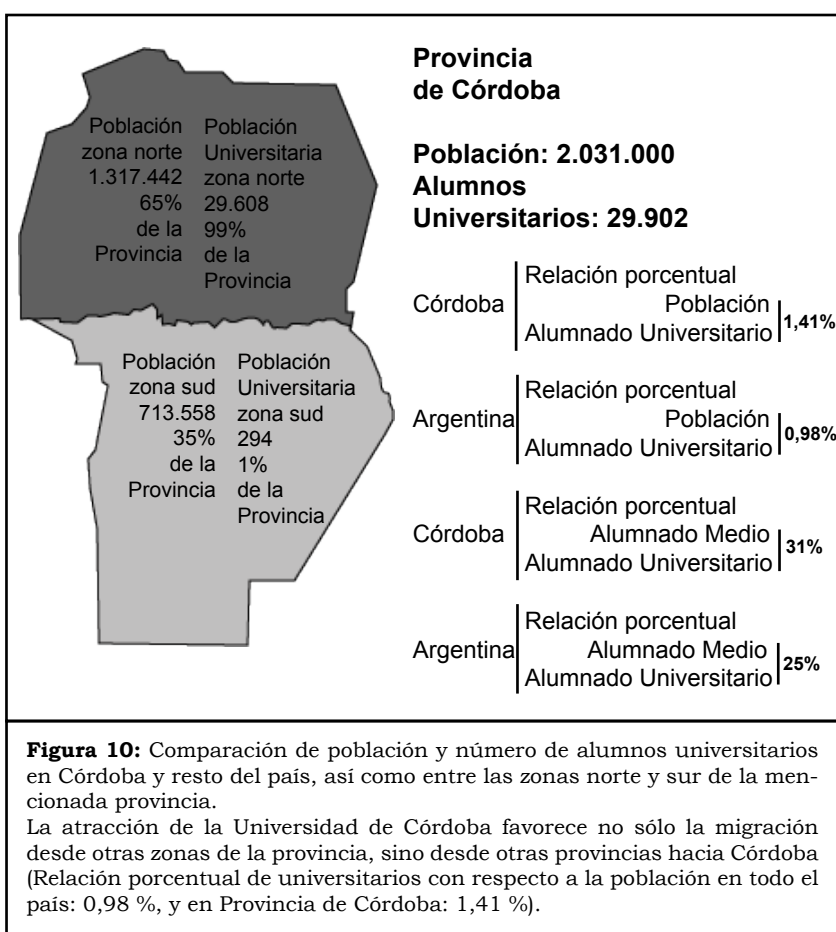 Provincia
de Córdoba
Población: 2.031.000
Alumnos
Universitarios: 29.902
Población
zona norte
1.317.442
65%
de la
Provincia
Población
Universitaria
zona norte
29.608
99%
de la
Provincia
Población
zona sud
713.558
35%
de la
Provincia
Población
Universitaria
zona sud
294
1%
de la
Provincia
Córdoba
Relación porcentual
Población
Alumnado Universitario
1,41%
Argentina
Relación porcentual
Población
Alumnado Universitario
0,98%
Córdoba
Relación porcentual
Alumnado Medio
Alumnado Universitario
31%
Argentina
Relación porcentual
Alumnado Medio
Alumnado Universitario
25%
Figura 10: Comparación de población y número de alumnos universitarios
en Córdoba y resto del país, así como entre las zonas norte y sur de la men-
cionada provincia.
La atracción de la Universidad de Córdoba favorece no sólo la migración
desde otras zonas de la provincia, sino desde otras provincias hacia Córdoba
(Relación porcentual de universitarios con respecto a la población en todo el
país: 0,98 %, y en Provincia de Córdoba: 1,41 %).